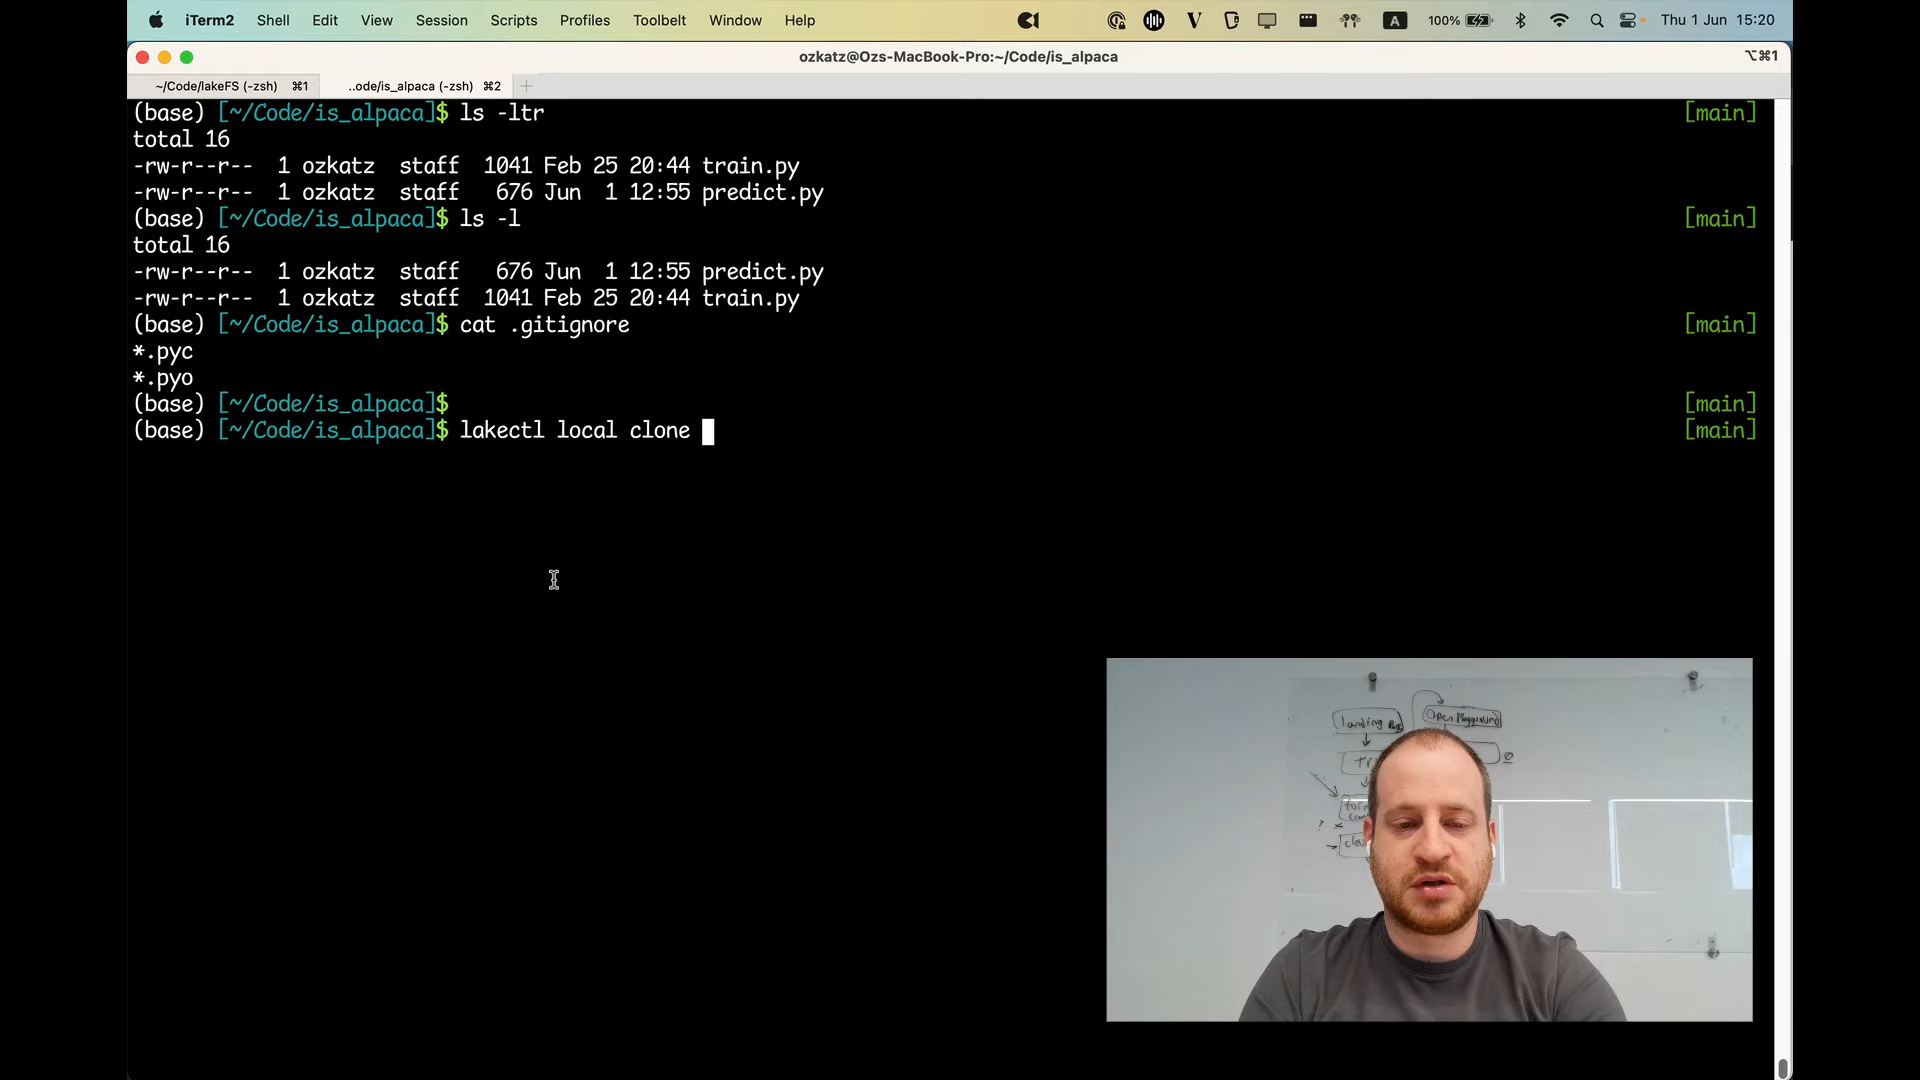 iTerm2 Shell Edit View Session Scripts Profiles Toolbelt Window Help A 100% Thu 1 Jun 15:20
ozkatz@Ozs-MacBook-Pro:~/Code/is_alpaca ⌥⌘1
~/Code/lakeFS (-zsh) ⌘1 ..ode/is_alpaca (-zsh) ⌘2 +
(base) [~/Code/is_alpaca]$ ls -ltr [main]
total 16
-rw-r--r-- 1 ozkatz staff 1041 Feb 25 20:44 train.py
-rw-r--r-- 1 ozkatz staff 676 Jun 1 12:55 predict.py
(base) [~/Code/is_alpaca]$ ls -l [main]
total 16
-rw-r--r-- 1 ozkatz staff 676 Jun 1 12:55 predict.py
-rw-r--r-- 1 ozkatz staff 1041 Feb 25 20:44 train.py
(base) [~/Code/is_alpaca]$ cat .gitignore [main]
*.pyc
*.pyo
(base) [~/Code/is_alpaca]$ [main]
(base) [~/Code/is_alpaca]$ lakectl local clone [main]
landing Open Playground